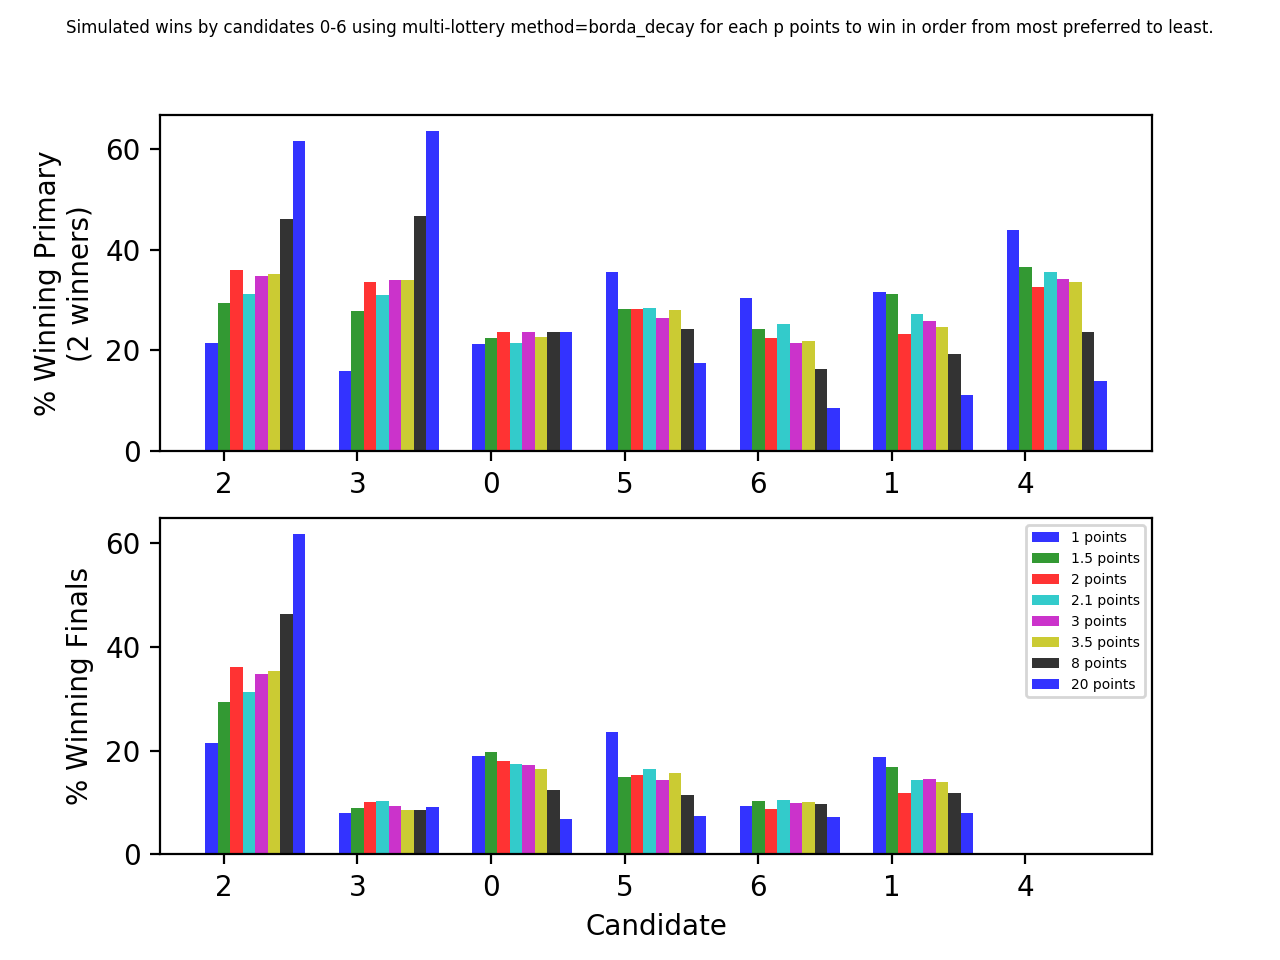 Simulated wins by candidates 0-6 using multi-lottery method=borda_decay for each p points to win in order from most preferred to least.
% Winning Primary
(2 winners)
60
40
20
0
2 3 0 5 6 1 4
% Winning Finals
60
40
20
0
1 points
1.5 points
2 points
2.1 points
3 points
3.5 points
8 points
20 points
2 3 0 5 6 1 4
Candidate